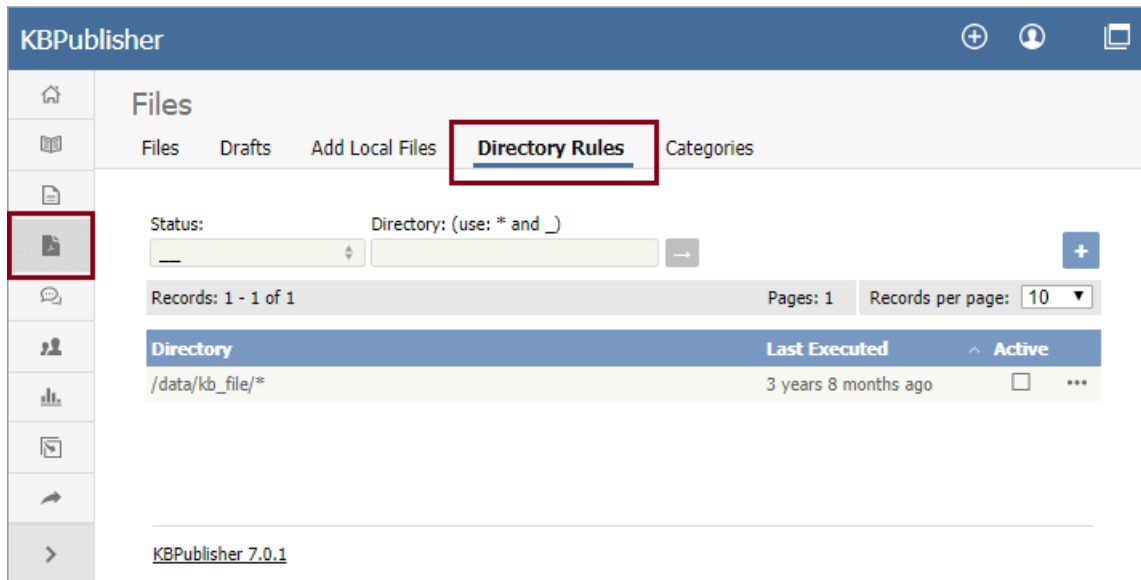 KBPublisher
Files
Files Drafts Add Local Files Directory Rules Categories
Status: Directory: (use: * and _)
__
Records: 1 - 1 of 1 Pages: 1 Records per page: 10
Directory Last Executed Active
/data/kb_file/* 3 years 8 months ago
KBPublisher 7.0.1